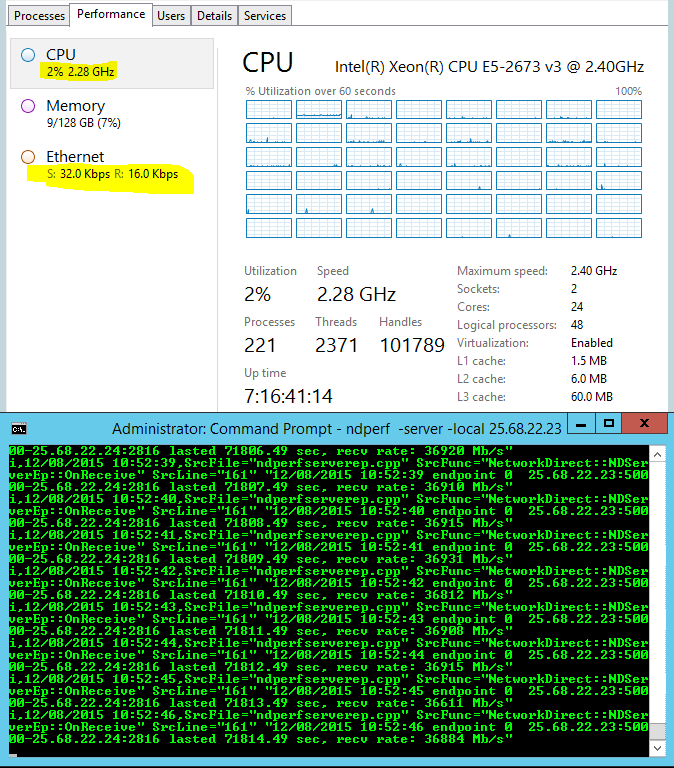 Processes Performance Users Details Services
CPU
2% 2.28 GHz
Memory
9/128 GB (7%)
Ethernet
S: 32.0 Kbps R: 16.0 Kbps
CPU Intel(R) Xeon(R) CPU E5-2673 v3 @ 2.40GHz
% Utilization over 60 seconds 100%
Utilization Speed
2% 2.28 GHz
Processes Threads Handles
221 2371 101789
Up time
7:16:41:14
Maximum speed: 2.40 GHz
Sockets: 2
Cores: 24
Logical processors: 48
Virtualization: Enabled
L1 cache: 1.5 MB
L2 cache: 6.0 MB
L3 cache: 60.0 MB
Administrator: Command Prompt - ndperf -server -local 25.68.22.23
00-25.68.22.24:2816 lasted 71806.49 sec, recv rate: 36920 Mb/s"
i,12/08/2015 10:52:39,SrcFile="ndperfserverep.cpp" SrcFunc="NetworkDirect::NDSer
verEp::OnReceive" SrcLine="161" "12/08/2015 10:52:39 endpoint 0  25.68.22.23:500
00-25.68.22.24:2816 lasted 71807.49 sec, recv rate: 36910 Mb/s"
i,12/08/2015 10:52:40,SrcFile="ndperfserverep.cpp" SrcFunc="NetworkDirect::NDSer
verEp::OnReceive" SrcLine="161" "12/08/2015 10:52:40 endpoint 0  25.68.22.23:500
00-25.68.22.24:2816 lasted 71808.49 sec, recv rate: 36915 Mb/s"
i,12/08/2015 10:52:41,SrcFile="ndperfserverep.cpp" SrcFunc="NetworkDirect::NDSer
verEp::OnReceive" SrcLine="161" "12/08/2015 10:52:41 endpoint 0  25.68.22.23:500
00-25.68.22.24:2816 lasted 71809.49 sec, recv rate: 36931 Mb/s"
i,12/08/2015 10:52:42,SrcFile="ndperfserverep.cpp" SrcFunc="NetworkDirect::NDSer
verEp::OnReceive" SrcLine="161" "12/08/2015 10:52:42 endpoint 0  25.68.22.23:500
00-25.68.22.24:2816 lasted 71810.49 sec, recv rate: 36812 Mb/s"
i,12/08/2015 10:52:43,SrcFile="ndperfserverep.cpp" SrcFunc="NetworkDirect::NDSer
verEp::OnReceive" SrcLine="161" "12/08/2015 10:52:43 endpoint 0  25.68.22.23:500
00-25.68.22.24:2816 lasted 71811.49 sec, recv rate: 36908 Mb/s"
i,12/08/2015 10:52:44,SrcFile="ndperfserverep.cpp" SrcFunc="NetworkDirect::NDSer
verEp::OnReceive" SrcLine="161" "12/08/2015 10:52:44 endpoint 0  25.68.22.23:500
00-25.68.22.24:2816 lasted 71812.49 sec, recv rate: 36915 Mb/s"
i,12/08/2015 10:52:45,SrcFile="ndperfserverep.cpp" SrcFunc="NetworkDirect::NDSer
verEp::OnReceive" SrcLine="161" "12/08/2015 10:52:45 endpoint 0  25.68.22.23:500
00-25.68.22.24:2816 lasted 71813.49 sec, recv rate: 36611 Mb/s"
i,12/08/2015 10:52:46,SrcFile="ndperfserverep.cpp" SrcFunc="NetworkDirect::NDSer
verEp::OnReceive" SrcLine="161" "12/08/2015 10:52:46 endpoint 0  25.68.22.23:500
00-25.68.22.24:2816 lasted 71814.49 sec, recv rate: 36884 Mb/s"